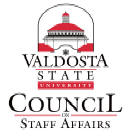 VALDOSTA
STATE
UNIVERSITY
COUNCIL
ON
STAFF AFFAIRS